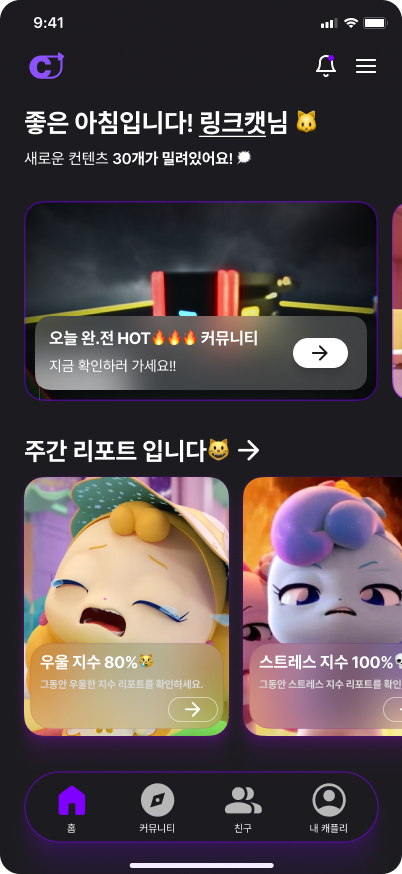 9:41
좋은 아침입니다! 링크캣님 🐱
새로운 컨텐츠 30개가 밀려있어요!
오늘 완.전 HOT🔥🔥🔥 커뮤니티
지금 확인하러 가세요!!
주간 리포트 입니다😺
우울 지수 80%😿
그동안 우울한 지수 리포트를 확인하세요.
스트레스 지수 100%
그동안 스트레스 지수 리포트를 확인
홈 커뮤니티 친구 내 캐플리